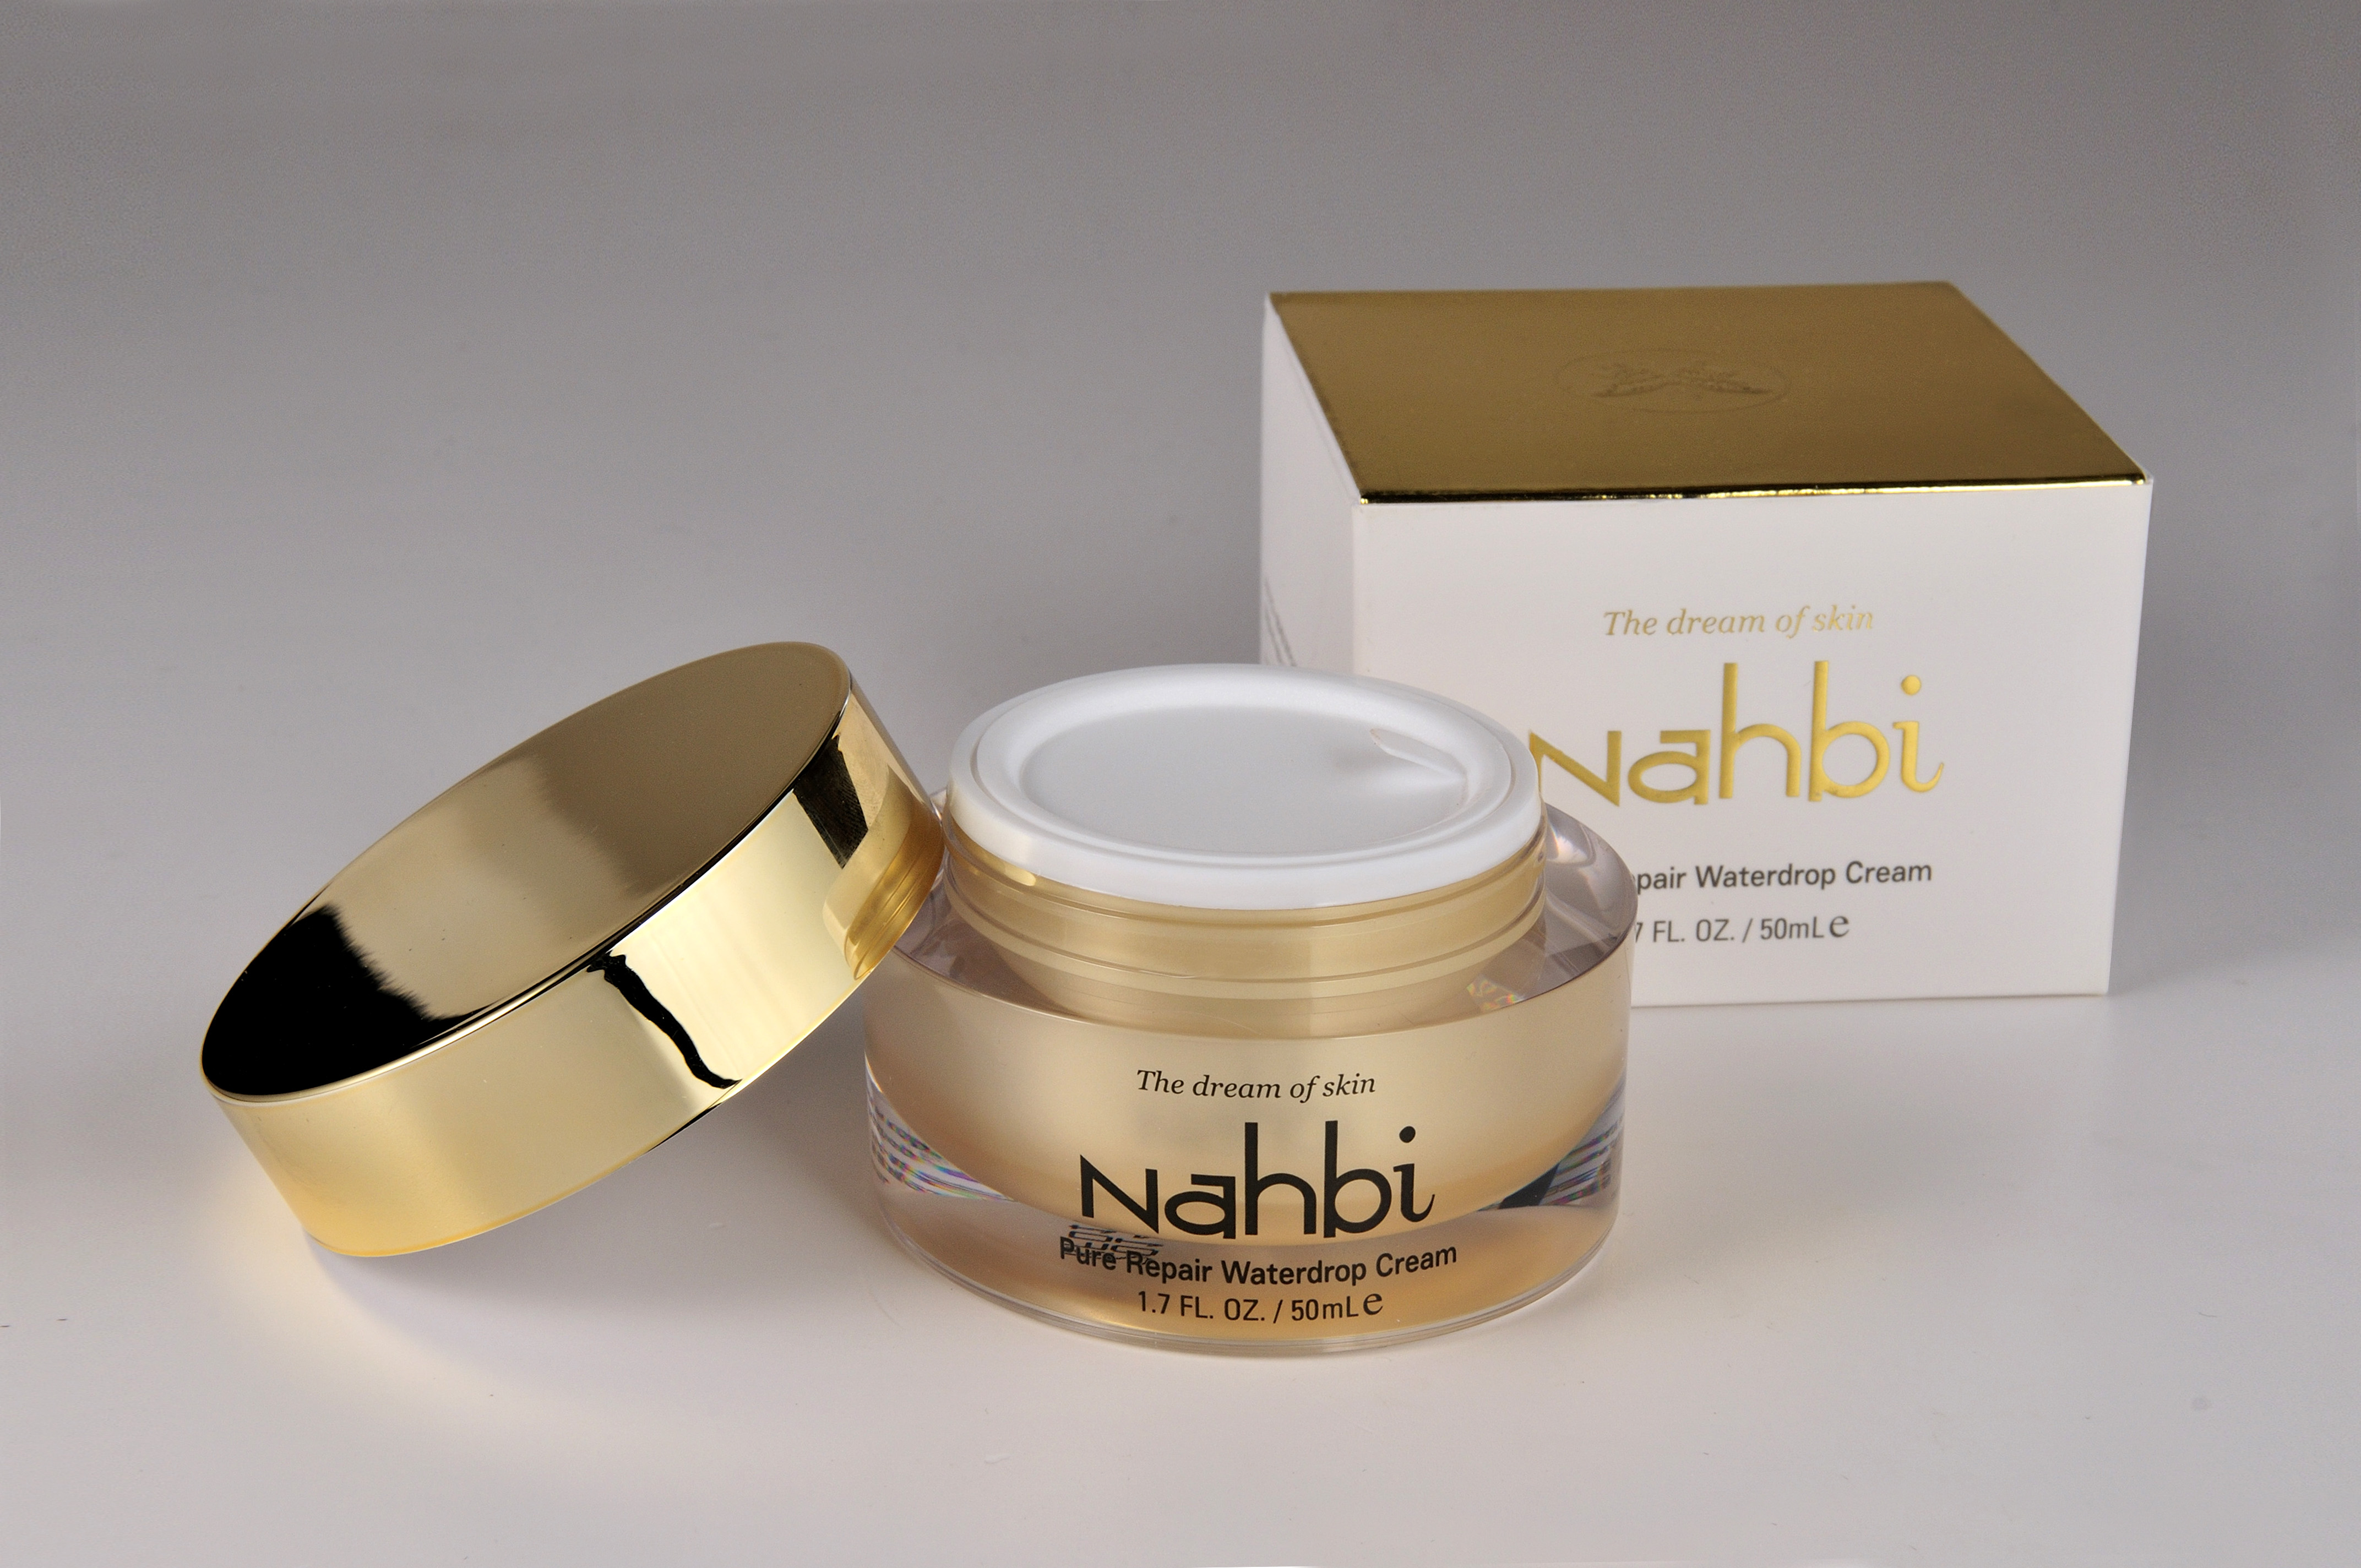 The dream of skin
Nahbi
pair Waterdrop Cream
7 FL. OZ. / 50mL e
The dream of skin
Nahbi
Pure Repair Waterdrop Cream
1.7 FL. OZ. / 50mL e